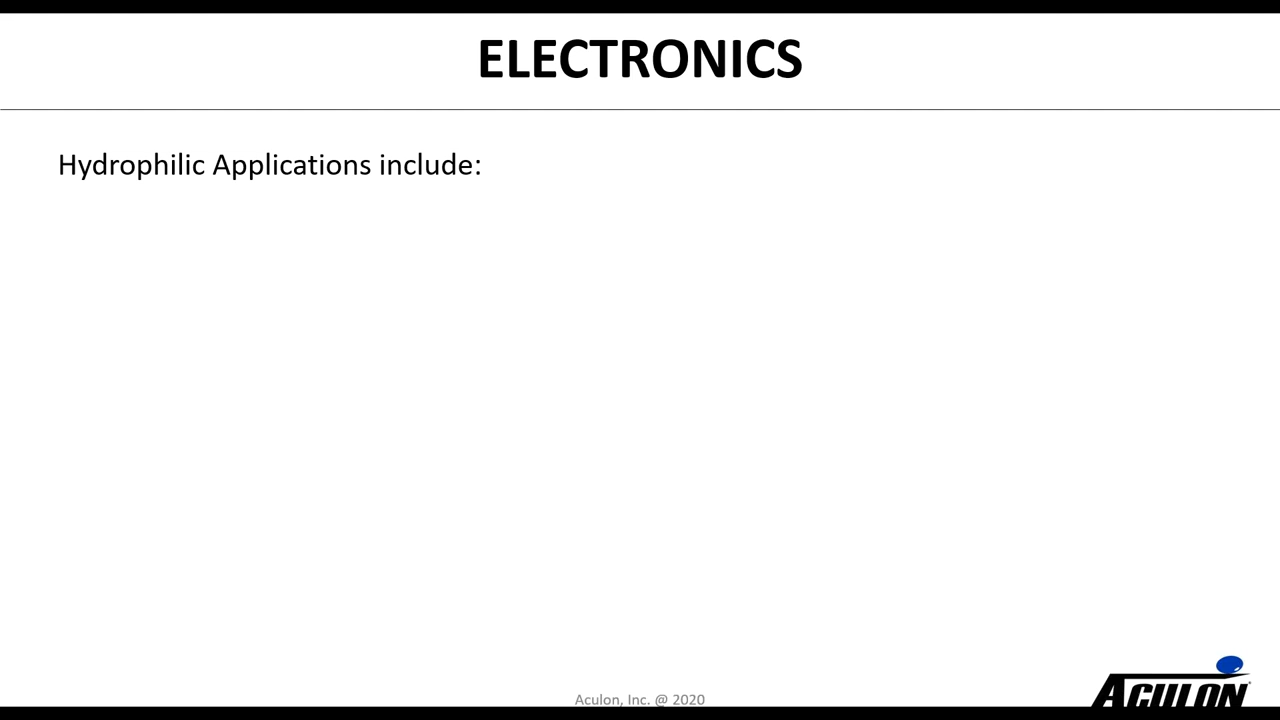 ELECTRONICS
Hydrophilic Applications include:
Aculon, Inc. @ 2020
ACULON